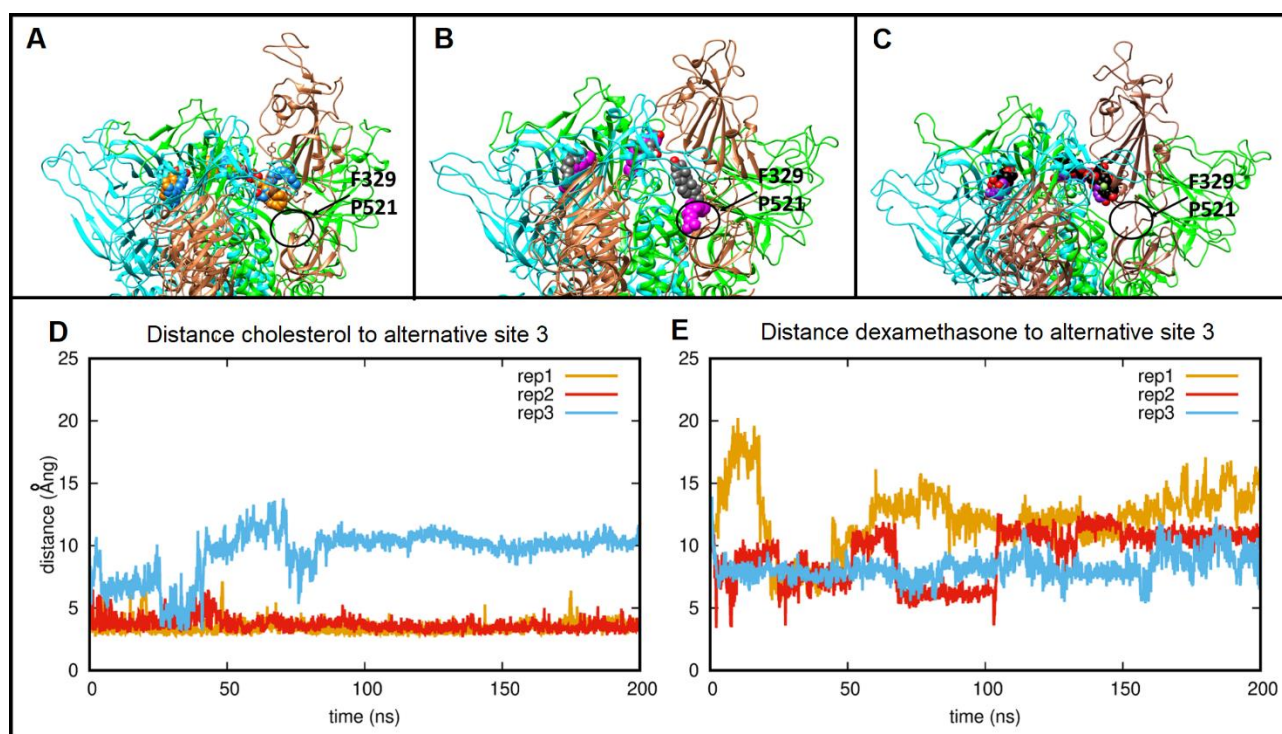 A
F329
P521
B
F329
P521
C
F329
P521
D Distance cholesterol to alternative site 3
25
20
15
10
5
0
distance (Ång)
rep1
rep2
rep3
0 50 100 150 200
time (ns)
E Distance dexamethasone to alternative site 3
25
20
15
10
5
0
rep1
rep2
rep3
0 50 100 150 200
time (ns)